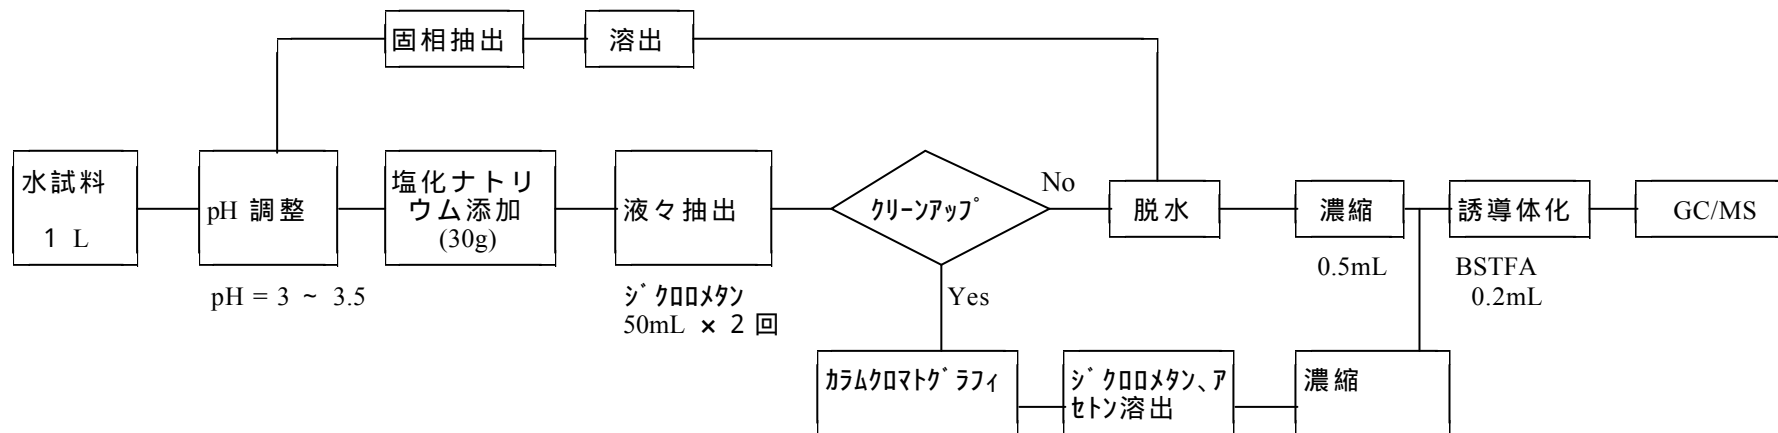 固相抽出
溶出
水試料
1 L
pH 調整
pH = 3 ~ 3.5
塩化ナトリ
ウム添加
(30g)
液々抽出
ジクロロメタン
50mL × 2 回
クリーンアップ
No
Yes
脱水
濃縮
0.5mL
誘導体化
BSTFA
0.2mL
GC/MS
カラムクロマトグラフィ
ジクロロメタン、ア
セトン溶出
濃縮